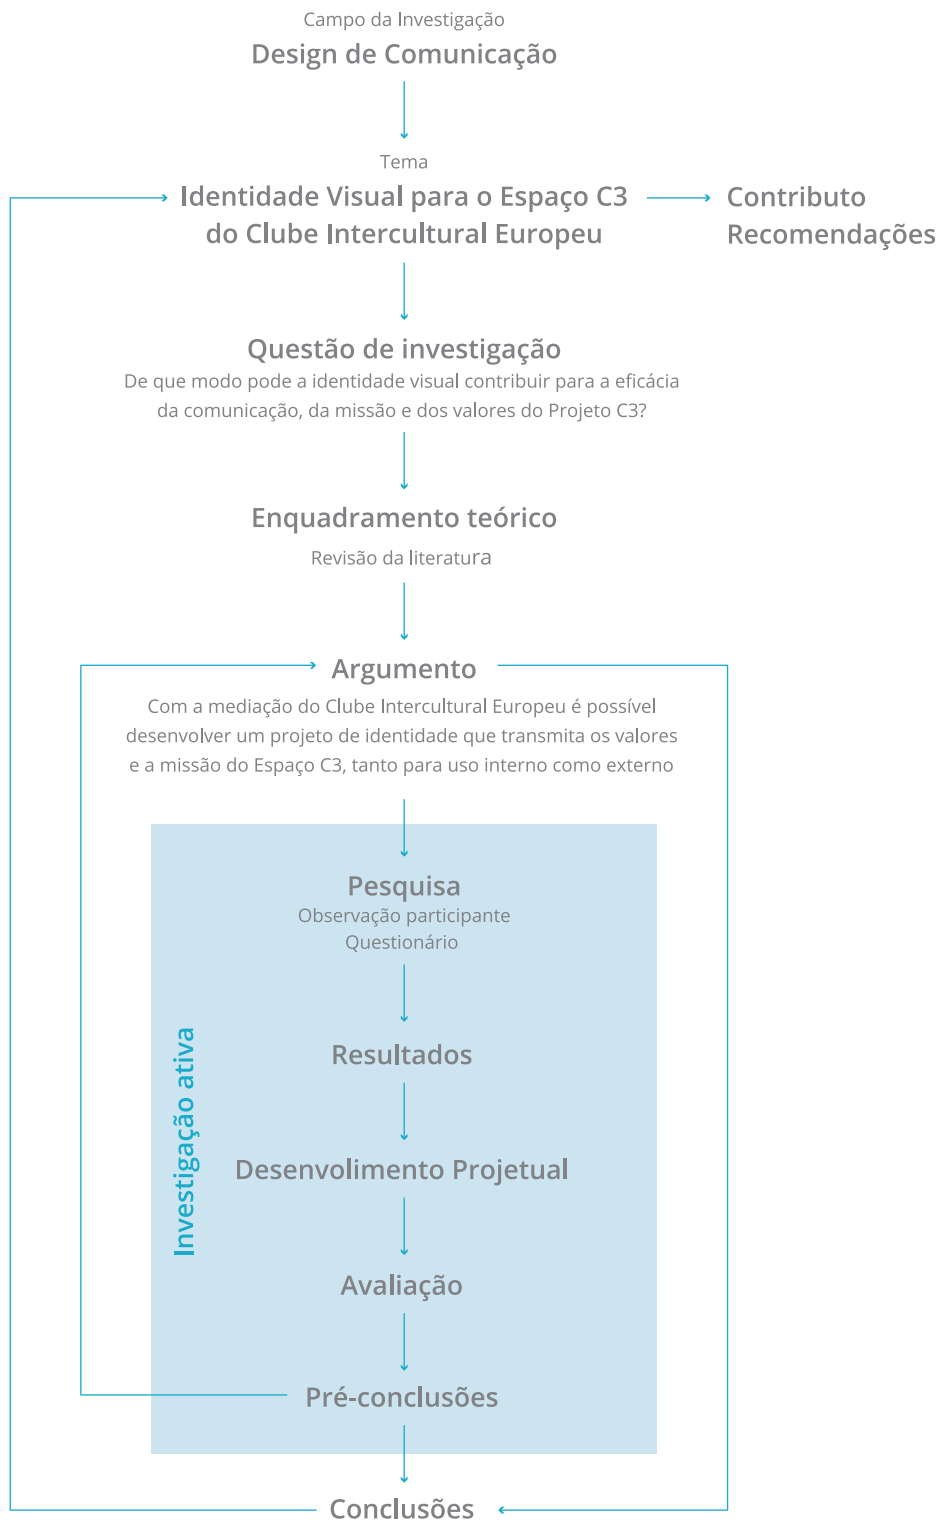 Campo da Investigação
Design de Comunicação
Tema
Identidade Visual para o Espaço C3
do Clube Intercultural Europeu
Contributo
Recomendações
Questão de investigação
De que modo pode a identidade visual contribuir para a eficácia
da comunicação, da missão e dos valores do Projeto C3?
Enquadramento teórico
Revisão da literatura
Argumento
Com a mediação do Clube Intercultural Europeu é possível
desenvolver um projeto de identidade que transmita os valores
e a missão do Espaço C3, tanto para uso interno como externo
Pesquisa
Observação participante
Questionário
Resultados
Investigação ativa
Desenvolimento Projetual
Avaliação
Pré-conclusões
Conclusões